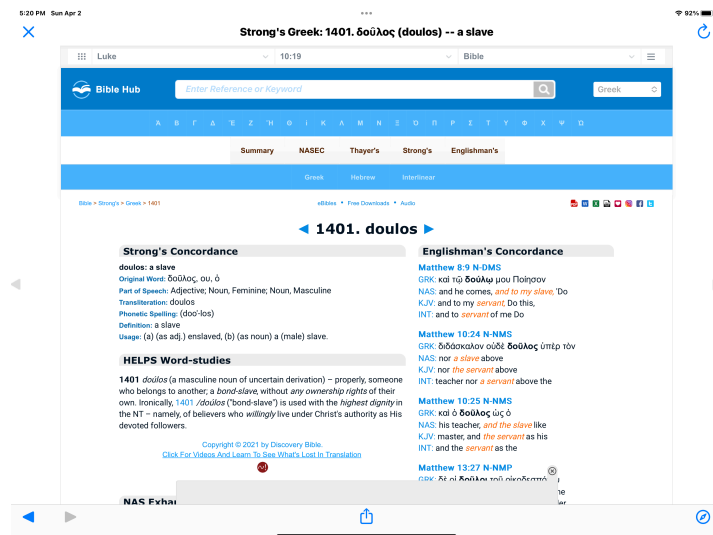 5:20 PM Sun Apr 2
92%
Strong's Greek: 1401. δοῦλος (doulos) -- a slave
Luke 10:19 Bible
Bible Hub
Enter Reference or Keyword
Greek
Summary NASEC Thayer's Strong's Englishman's
Greek Hebrew Interlinear
Bible > Strong's > Greek > 1401
eBibles • Free Downloads • Audio
◄ 1401. doulos ►
Strong's Concordance
doulos: a slave
Original Word: δοῦλος, ου, ὁ
Part of Speech: Adjective; Noun, Feminine; Noun, Masculine
Transliteration: doulos
Phonetic Spelling: (doo'-los)
Definition: a slave
Usage: (a) (as adj.) enslaved, (b) (as noun) a (male) slave.
HELPS Word-studies
1401 doúlos (a masculine noun of uncertain derivation) – properly, someone
who belongs to another; a bond-slave, without any ownership rights of their
own. Ironically, 1401 /doúlos ("bond-slave") is used with the highest dignity in
the NT – namely, of believers who willingly live under Christ's authority as His
devoted followers.
Copyright © 2021 by Discovery Bible.
Click For Videos And Learn To See What's Lost In Translation
NAS Exhau
Englishman's Concordance
Matthew 8:9 N-DMS
GRK: καὶ τῷ δούλῳ μου Ποίησον
NAS: and he comes, and to my slave, 'Do
KJV: and to my servant, Do this,
INT: and to servant of me Do
Matthew 10:24 N-NMS
GRK: διδάσκαλον οὐδὲ δοῦλος ὑπὲρ τὸν
NAS: nor a slave above
KJV: nor the servant above
INT: teacher nor a servant above the
Matthew 10:25 N-NMS
GRK: καὶ ὁ δοῦλος ὡς ὁ
NAS: his teacher, and the slave like
KJV: master, and the servant as his
INT: and the servant as the
Matthew 13:27 N-NMP
GRK: δὲ οἱ δοῦλοι τοῦ